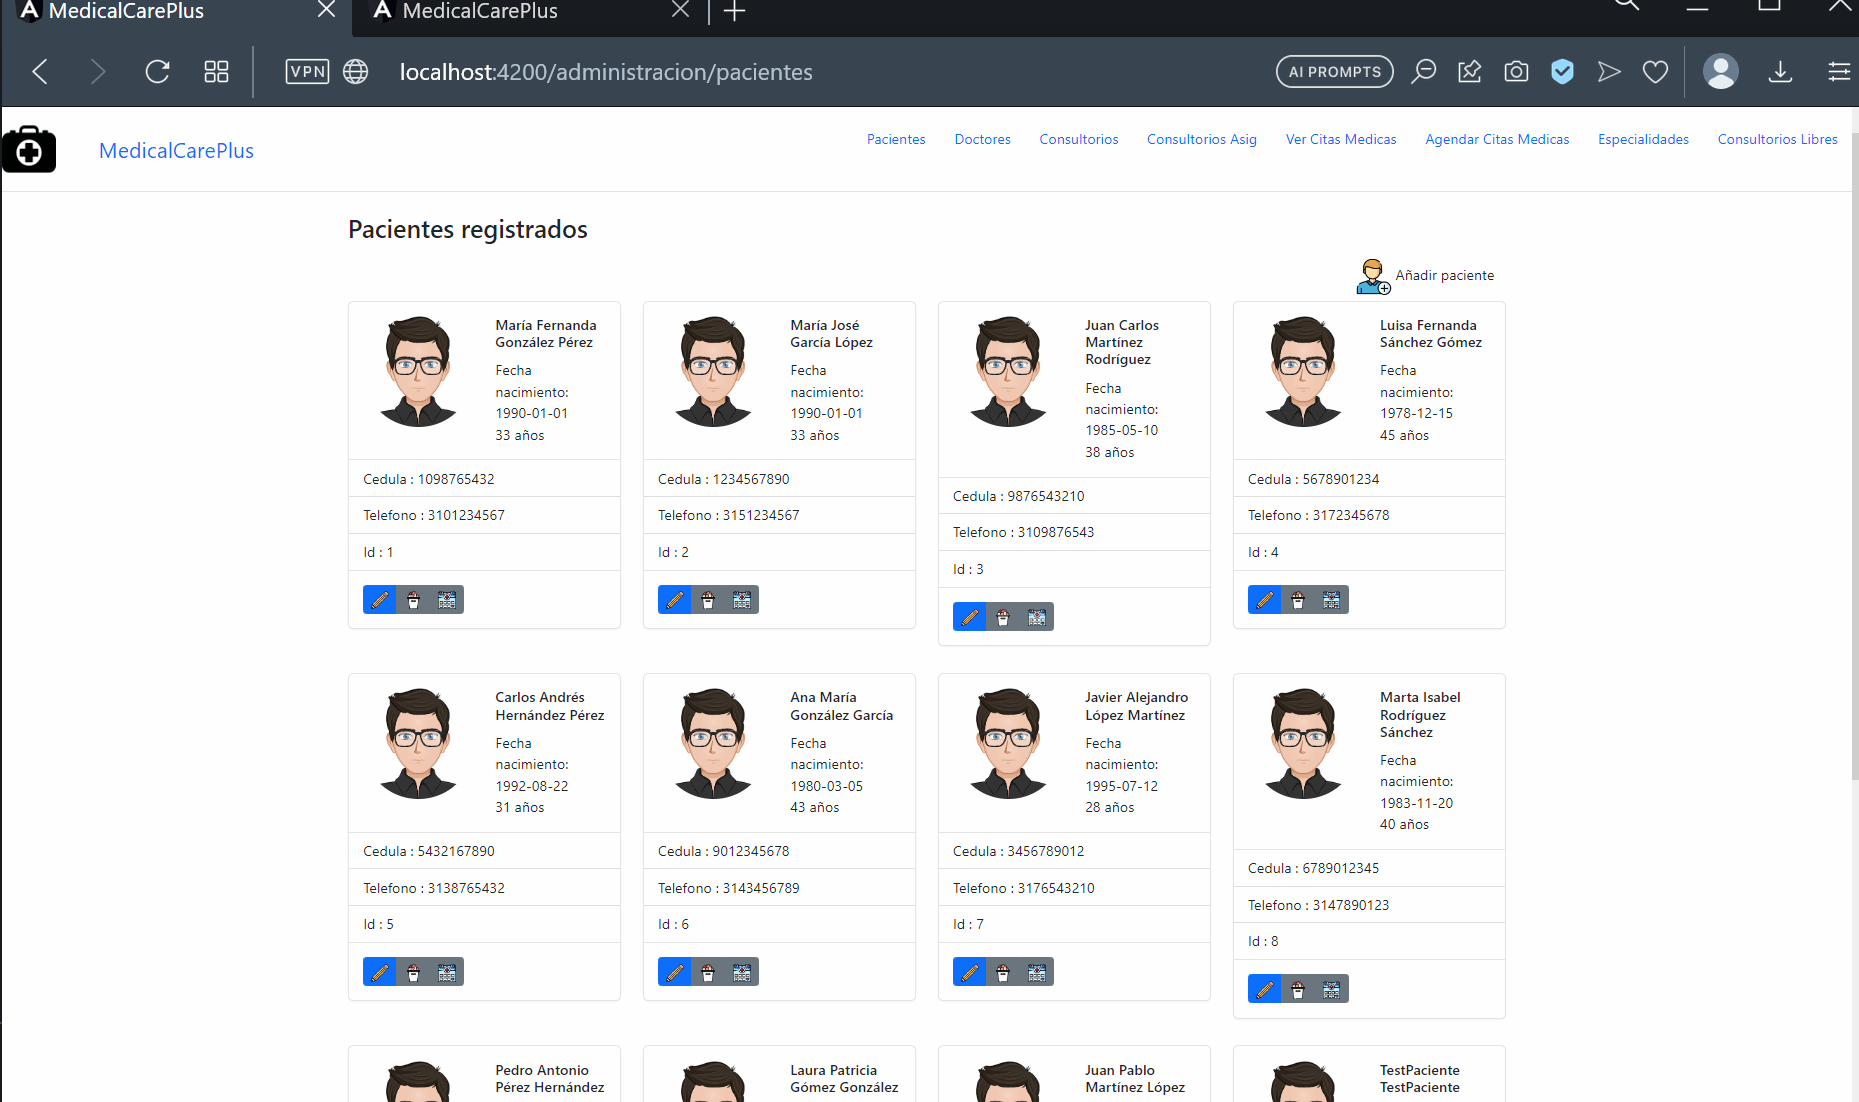 MedicalCarePlus
MedicalCarePlus
VPN
localhost:4200/administracion/pacientes
AI PROMPTS
MedicalCarePlus
Pacientes
Doctores
Consultorios
Consultorios Asig
Ver Citas Medicas
Agendar Citas Medicas
Especialidades
Consultorios Libres
Pacientes registrados
Añadir paciente
María Fernanda
González Pérez
Fecha
nacimiento:
1990-01-01
33 años
Cedula : 1098765432
Telefono : 3101234567
Id : 1
María José
García López
Fecha
nacimiento:
1990-01-01
33 años
Cedula : 1234567890
Telefono : 3151234567
Id : 2
Juan Carlos
Martínez
Rodríguez
Fecha
nacimiento:
1985-05-10
38 años
Cedula : 9876543210
Telefono : 3109876543
Id : 3
Luisa Fernanda
Sánchez Gómez
Fecha
nacimiento:
1978-12-15
45 años
Cedula : 5678901234
Telefono : 3172345678
Id : 4
Carlos Andrés
Hernández Pérez
Fecha
nacimiento:
1992-08-22
31 años
Cedula : 5432167890
Telefono : 3138765432
Id : 5
Ana María
González García
Fecha
nacimiento:
1980-03-05
43 años
Cedula : 9012345678
Telefono : 3143456789
Id : 6
Javier Alejandro
López Martínez
Fecha
nacimiento:
1995-07-12
28 años
Cedula : 3456789012
Telefono : 3176543210
Id : 7
Marta Isabel
Rodríguez
Sánchez
Fecha
nacimiento:
1983-11-20
40 años
Cedula : 6789012345
Telefono : 3147890123
Id : 8
Pedro Antonio
Pérez Hernández
Laura Patricia
Gómez González
Juan Pablo
Martínez López
TestPaciente
TestPaciente